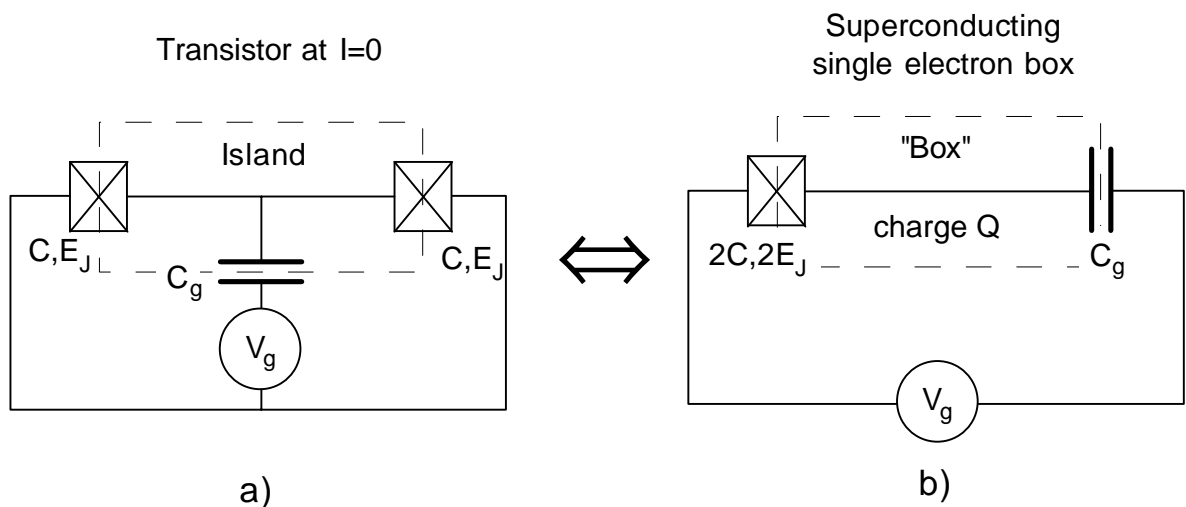 Transistor at I=0
Island
C,E_J
C,E_J
C_g
V_g
a)
Superconducting
single electron box
"Box"
charge Q
2C,2E_J
C_g
V_g
b)